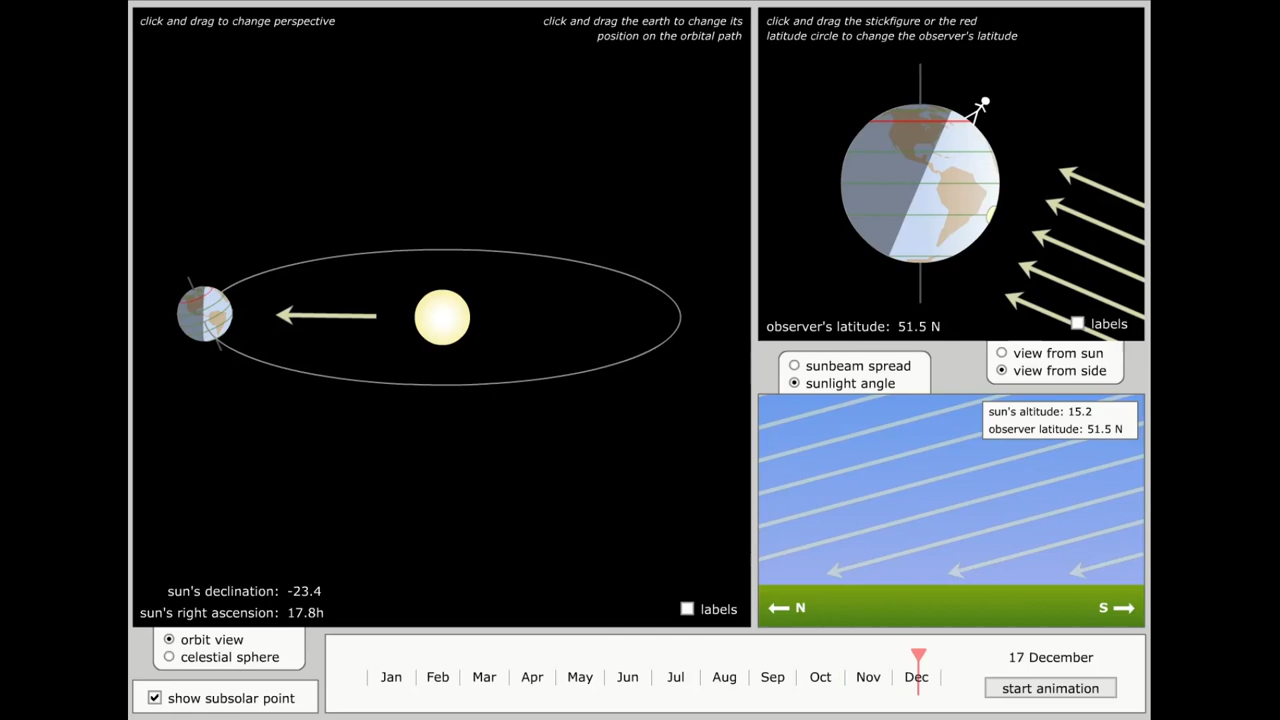 click and drag to change perspective
click and drag the earth to change its
position on the orbital path
sun's declination: -23.4
sun's right ascension: 17.8h
labels
orbit view
celestial sphere
show subsolar point
click and drag the stickfigure or the red
latitude circle to change the observer's latitude
observer's latitude: 51.5 N
labels
view from sun
view from side
sunbeam spread
sunlight angle
sun's altitude: 15.2
observer latitude: 51.5 N
N
S
Jan Feb Mar Apr May Jun Jul Aug Sep Oct Nov Dec
17 December
start animation